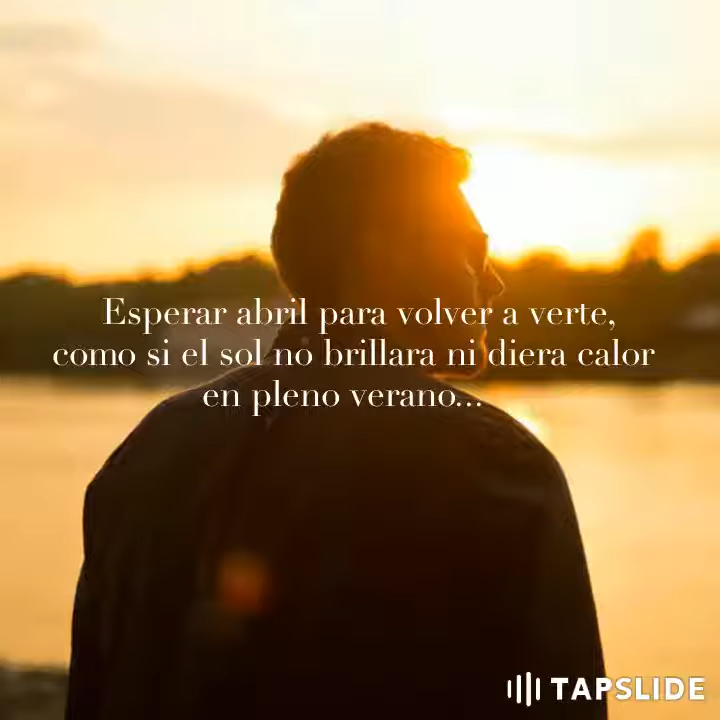 Esperar abril para volver a verte,
como si el sol no brillara ni diera calor
en pleno verano...
TAPSLIDE